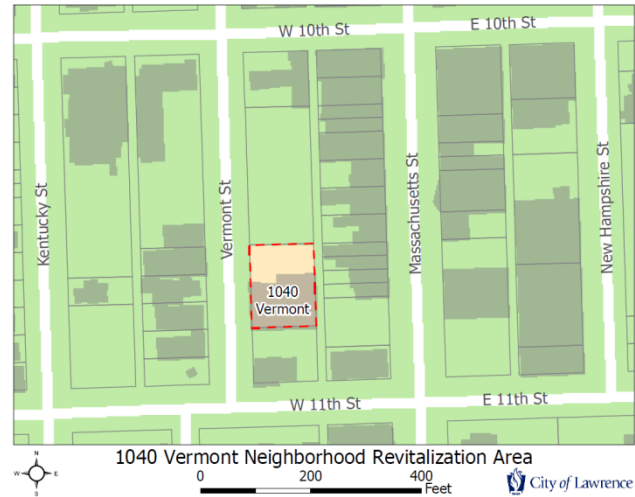 W 10th St
E 10th St
Kentucky St
Vermont St
Massachusetts St
New Hampshire St
1040
Vermont
W 11th St
E 11th St
1040 Vermont Neighborhood Revitalization Area
N
W
E
S
0
200
400
Feet
City of Lawrence